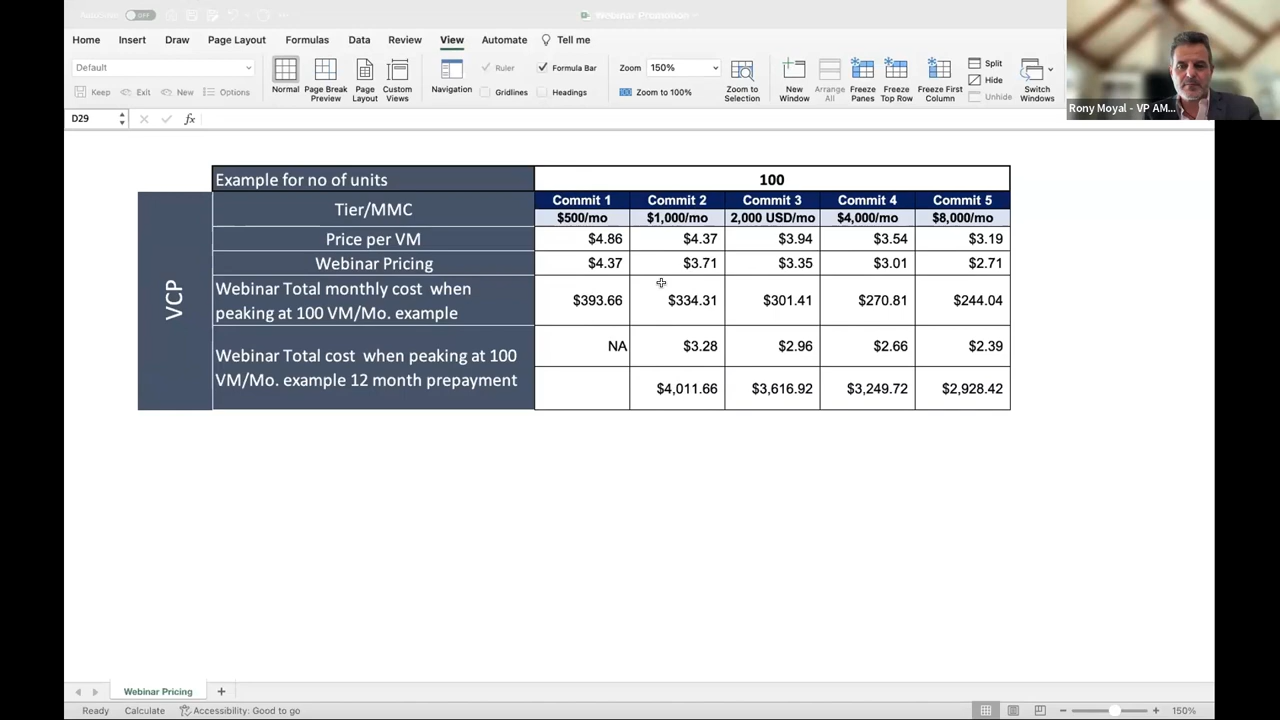 Webinar Promotion
Home Insert Draw Page Layout Formulas Data Review View Automate Tell me
Default
Keep Exit New Options
Normal
Page Break Preview
Page Layout
Custom Views
Navigation
Ruler
Gridlines
Formula Bar
Headings
Zoom 150%
Zoom to 100%
Zoom to Selection
New Window
Arrange All
Freeze Panes
Freeze Top Row
Freeze First Column
Split
Hide
Unhide
Switch Windows
Rony Moyal - VP AM...
D29
fx
Example for no of units 100
VCP
Tier/MMC Commit 1 Commit 2 Commit 3 Commit 4 Commit 5
$500/mo $1,000/mo 2,000 USD/mo $4,000/mo $8,000/mo
Price per VM $4.86 $4.37 $3.94 $3.54 $3.19
Webinar Pricing $4.37 $3.71 $3.35 $3.01 $2.71
Webinar Total monthly cost when
peaking at 100 VM/Mo. example
$393.66 $334.31 $301.41 $270.81 $244.04
Webinar Total cost when peaking at 100
VM/Mo. example 12 month prepayment
NA $3.28 $2.96 $2.66 $2.39
$4,011.66 $3,616.92 $3,249.72 $2,928.42
Webinar Pricing
Ready Calculate Accessibility: Good to go 150%